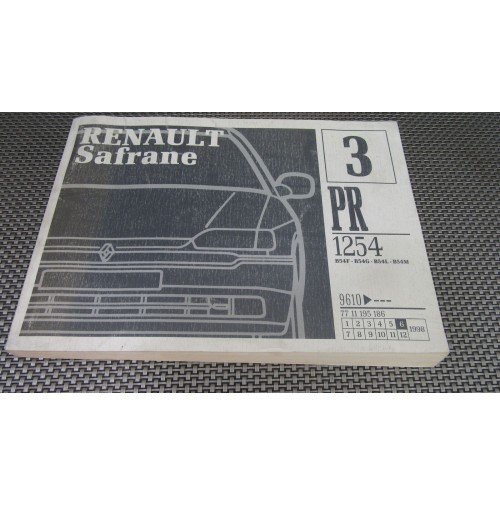 RENAULT
Safrane
3
PR
1254
B54F - B54G - B54L - B54M
9610 ▶ ---
77 11 195 186
1 2 3 4 5 6 1998
7 8 9 10 11 12